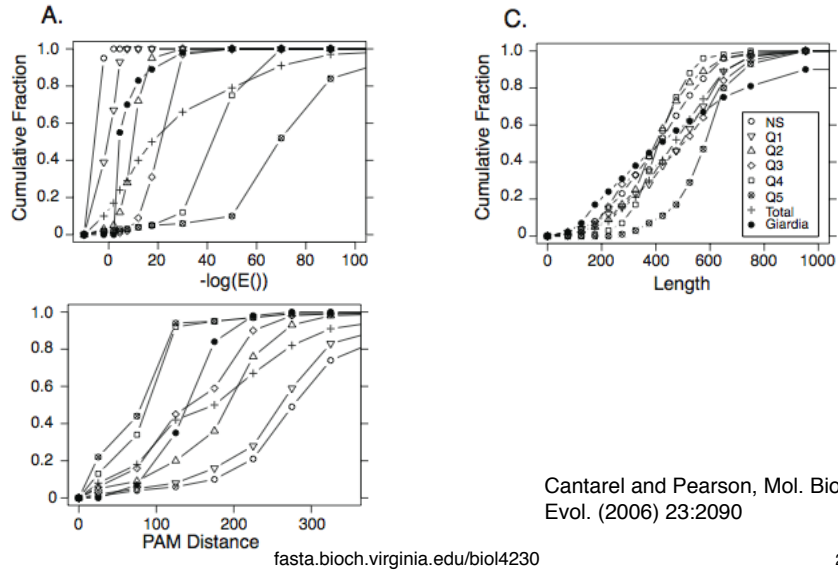 A.
Cumulative Fraction
1.0
0.8
0.6
0.4
0.2
0
0 20 40 60 80 100
-log(E())
C.
Cumulative Fraction
1.0
0.8
0.6
0.4
0.2
0
NS
Q1
Q2
Q3
Q4
Q5
Total
Giardia
0 200 400 600 800 1000
Length
1.0
0.8
0.6
0.4
0.2
0
0 100 200 300
PAM Distance
Cantarel and Pearson, Mol. Bio
Evol. (2006) 23:2090
fasta.bioch.virginia.edu/biol4230